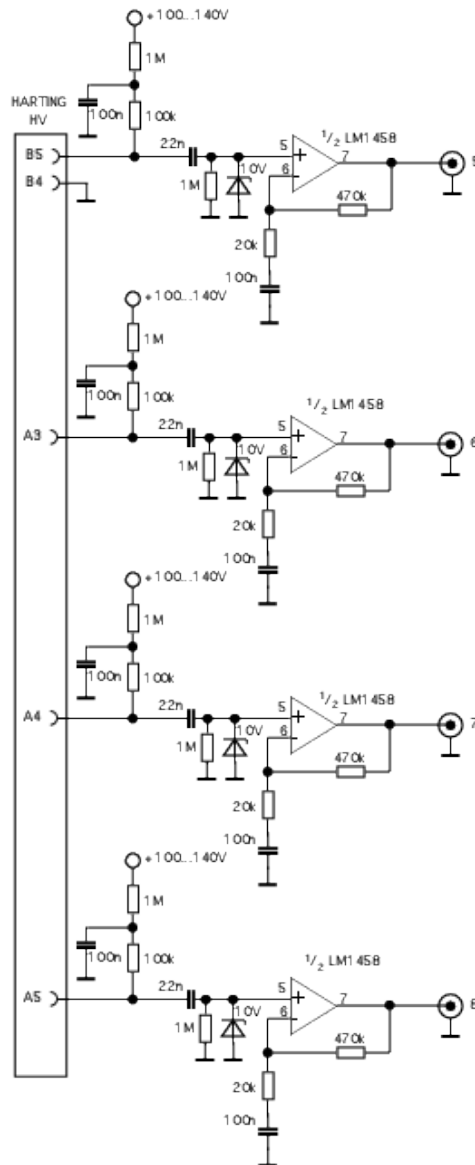 +100...140V
1M
HARTING
HV
100n
100k
B5
22n
5
1/2 LM1458
7
B4
1M
10V
6
470k
20k
100n
+100...140V
1M
100n
100k
A3
22n
5
1/2 LM1458
7
6
1M
10V
6
470k
20k
100n
+100...140V
1M
100n
100k
A4
22n
5
1/2 LM1458
7
7
1M
10V
6
470k
20k
100n
+100...140V
1M
100n
100k
A5
22n
5
1/2 LM1458
7
1M
10V
6
470k
20k
100n